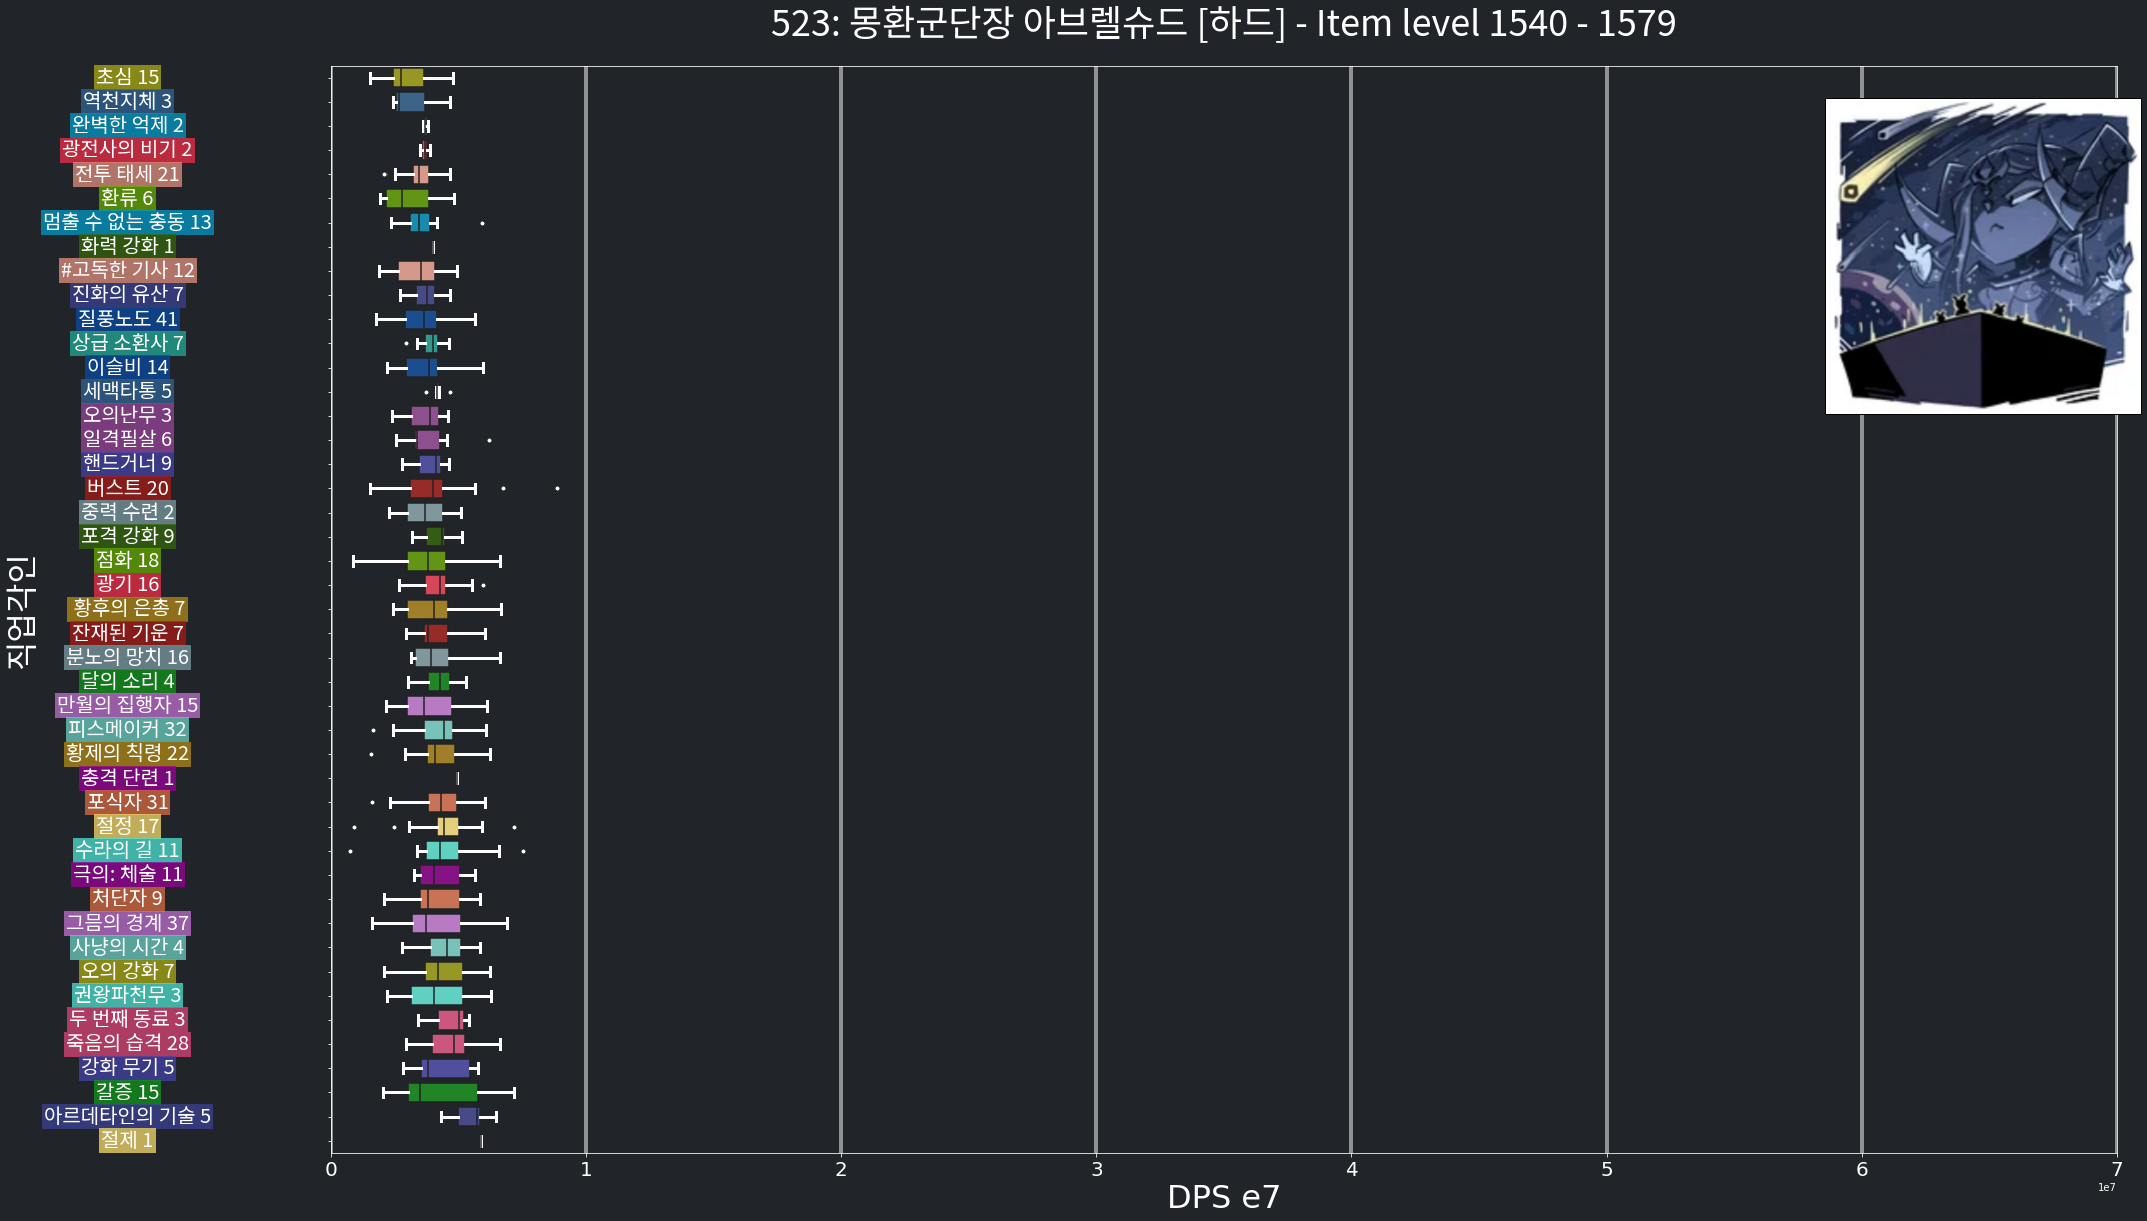 523: 몽환군단장 아브렐슈드 [하드] - Item level 1540 - 1579
직업각인
초심 15
역천지체 3
완벽한 억제 2
광전사의 비기 2
전투 태세 21
환류 6
멈출 수 없는 충동 13
화력 강화 1
#고독한 기사 12
진화의 유산 7
질풍노도 41
상급 소환사 7
이슬비 14
세맥타통 5
오의난무 3
일격필살 6
핸드거너 9
버스트 20
중력 수련 2
포격 강화 9
점화 18
광기 16
황후의 은총 7
잔재된 기운 7
분노의 망치 16
달의 소리 4
만월의 집행자 15
피스메이커 32
황제의 칙령 22
충격 단련 1
포식자 31
절정 17
수라의 길 11
극의: 체술 11
처단자 9
그믐의 경계 37
사냥의 시간 4
오의 강화 7
권왕파천무 3
두 번째 동료 3
죽음의 습격 28
강화 무기 5
갈증 15
아르데타인의 기술 5
절제 1
0 1 2 3 4 5 6 7
1e7
DPS e7